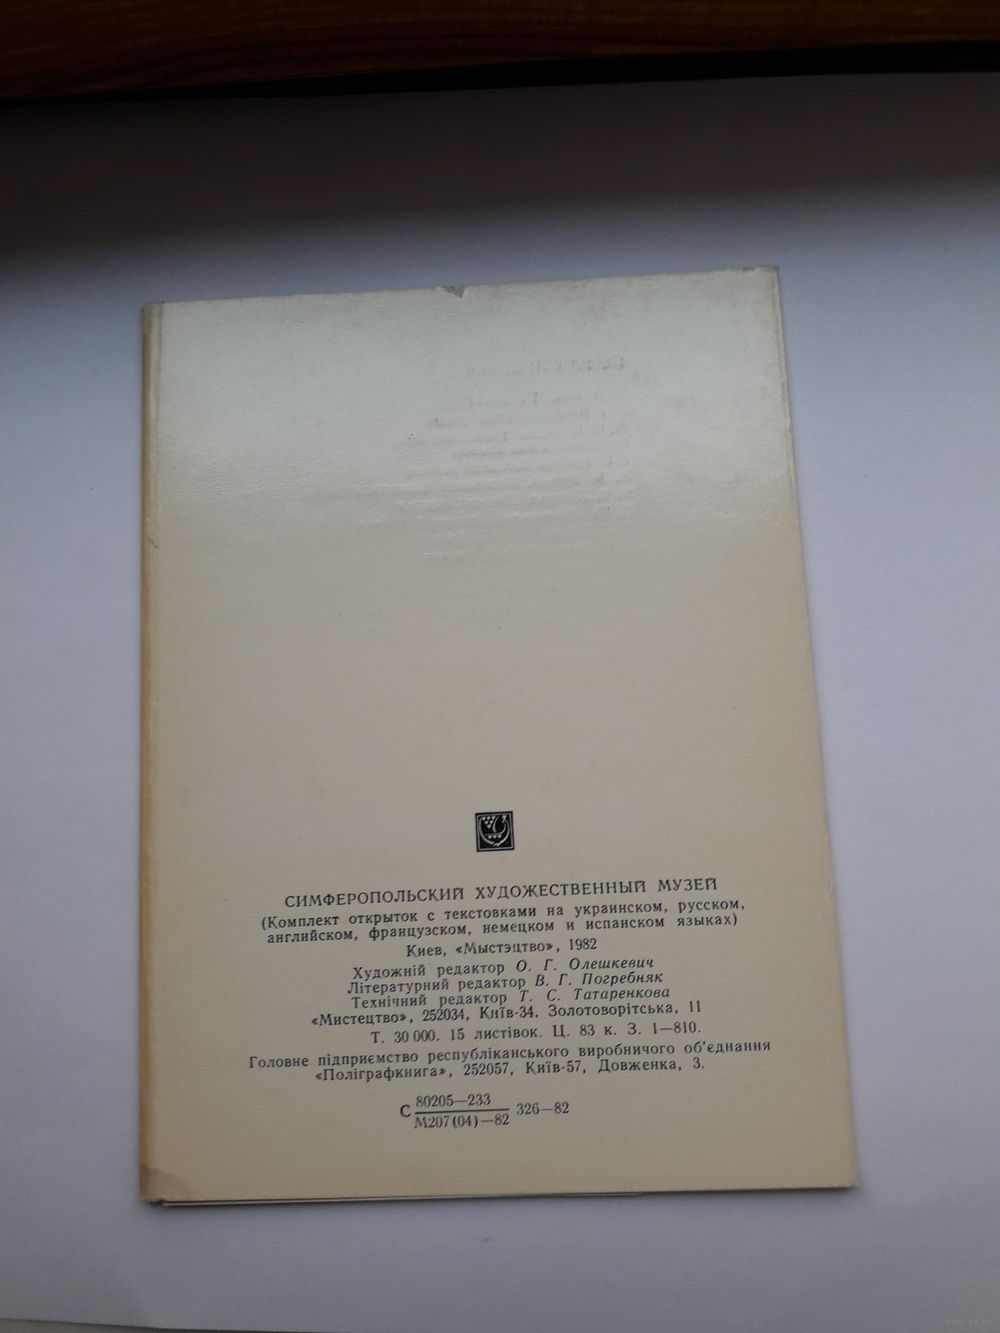 СИМФЕРОПОЛЬСКИЙ ХУДОЖЕСТВЕННЫЙ МУЗЕЙ
(Комплект открыток с текстовками на украинском, русском,
английском, французском, немецком и испанском языках)
Киев, «Мыстэцтво», 1982
Художній редактор О. Г. Олешкевич
Літературний редактор В. Г. Погребняк
Технічний редактор Т. С. Татаренкова
«Мистецтво», 252034, Київ-34, Золотоворітська, 11
Т. 30 000. 15 листівок. Ц. 83 к. З. 1—810.
Головне підприємство республіканського виробничого об'єднання
«Поліграфкнига», 252057, Київ-57, Довженка, 3.
С 80205—233
М207(04)—82 326—82